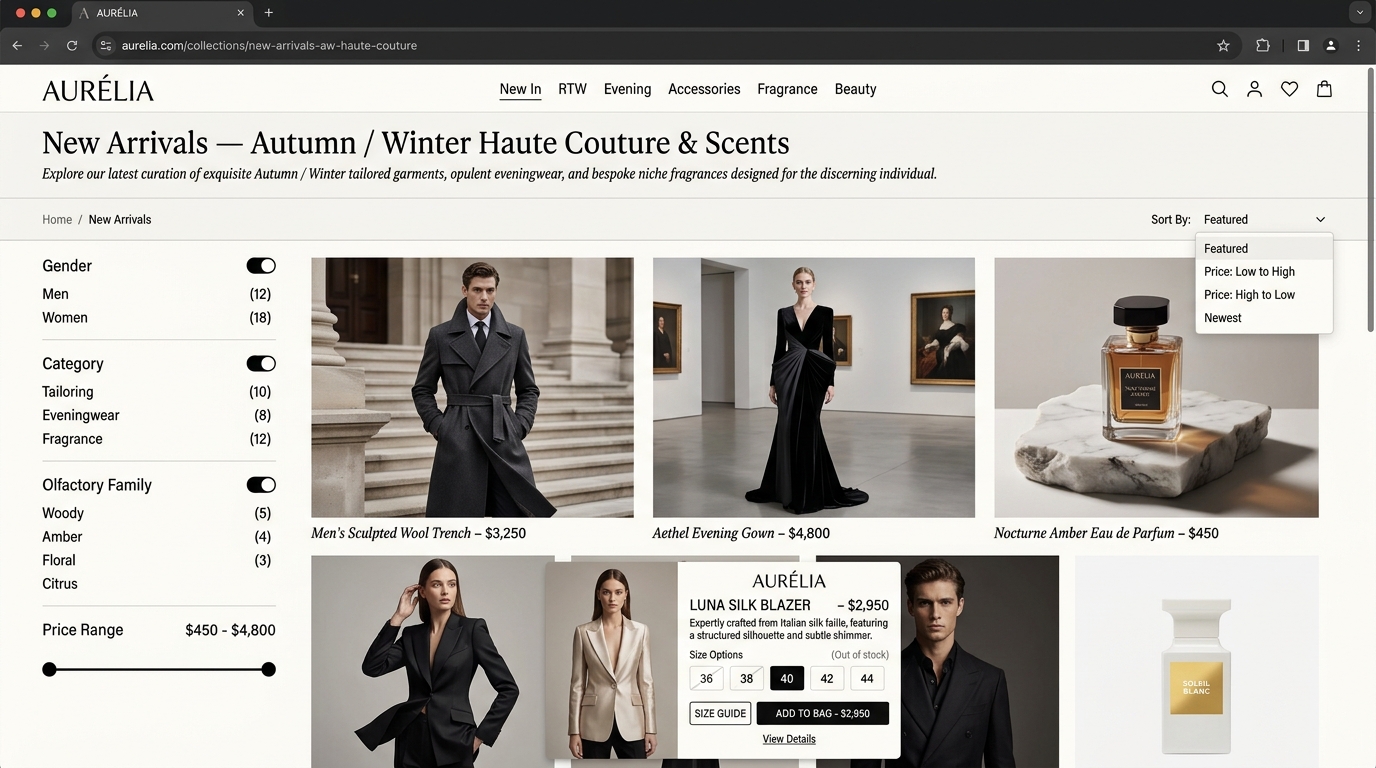 AURÉLIA
aurelia.com/collections/new-arrivals-aw-haute-couture
AURÉLIA
New In RTW Evening Accessories Fragrance Beauty
New Arrivals — Autumn / Winter Haute Couture & Scents
Explore our latest curation of exquisite Autumn / Winter tailored garments, opulent eveningwear, and bespoke niche fragrances designed for the discerning individual.
Home / New Arrivals
Sort By: Featured
Featured
Price: Low to High
Price: High to Low
Newest
Gender
Men (12)
Women (18)
Category
Tailoring (10)
Eveningwear (8)
Fragrance (12)
Olfactory Family
Woody (5)
Amber (4)
Floral (3)
Citrus
Price Range $450 - $4,800
AURÉLIA
Men's Sculpted Wool Trench – $3,250
Aethel Evening Gown – $4,800
Nocturne Amber Eau de Parfum – $450
AURÉLIA
LUNA SILK BLAZER – $2,950
Expertly crafted from Italian silk faille, featuring
a structured silhouette and subtle shimmer.
Size Options (Out of stock)
36 38 40 42 44
SIZE GUIDE ADD TO BAG - $2,950
View Details
SOLEIL
BLANC